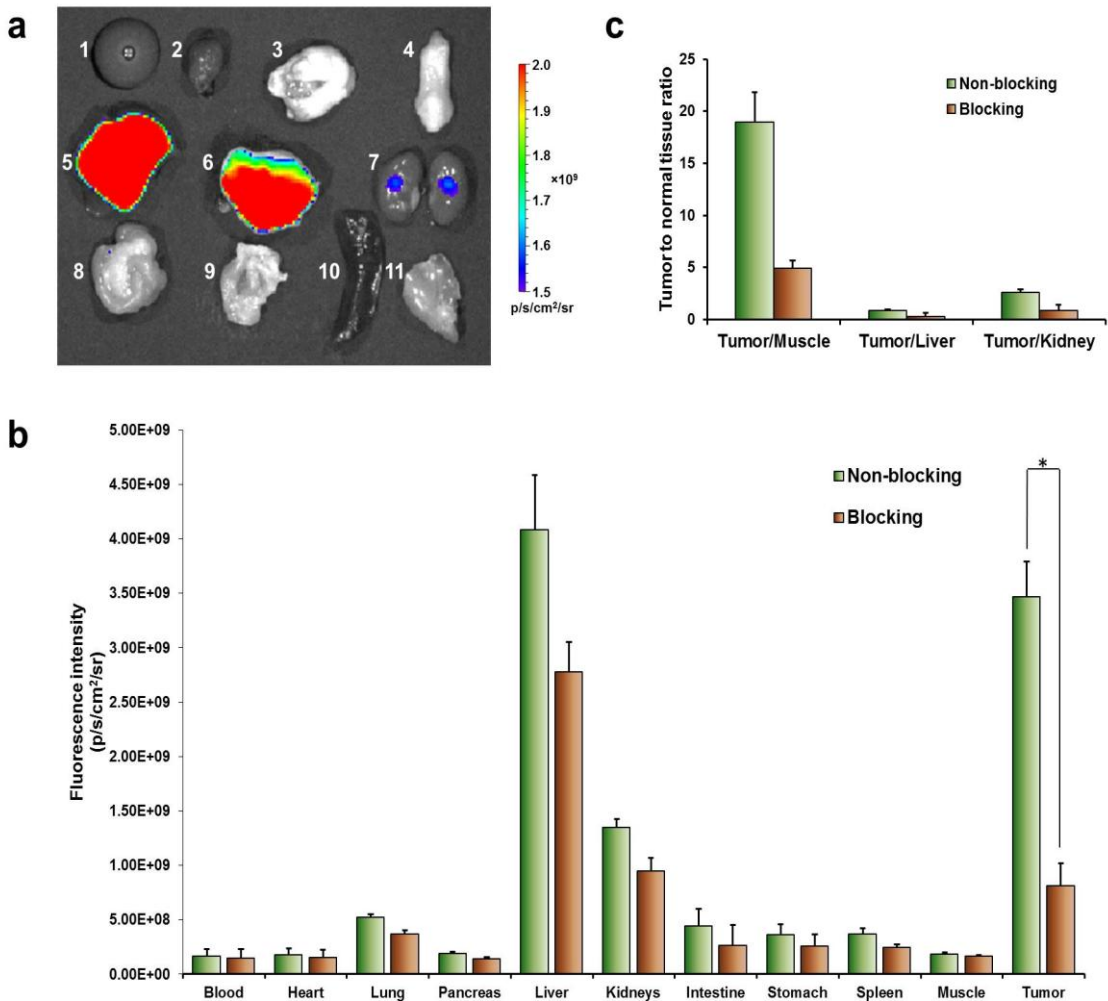 a
1 2 3 4
5 6 7
8 9 10 11
2.0
1.9
1.8
×10⁹
1.7
1.6
1.5
p/s/cm²/sr
c
Tumor to normal tissue ratio
25
20
15
10
5
0
Non-blocking
Blocking
Tumor/Muscle Tumor/Liver Tumor/Kidney
b
Fluorescence intensity
(p/s/cm²/sr)
5.00E+09
4.50E+09
4.00E+09
3.50E+09
3.00E+09
2.50E+09
2.00E+09
1.50E+09
1.00E+09
5.00E+08
0.00E+00
Non-blocking
Blocking
*
Blood Heart Lung Pancreas Liver Kidneys Intestine Stomach Spleen Muscle Tumor